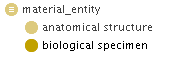 material_entity
anatomical structure
biological specimen